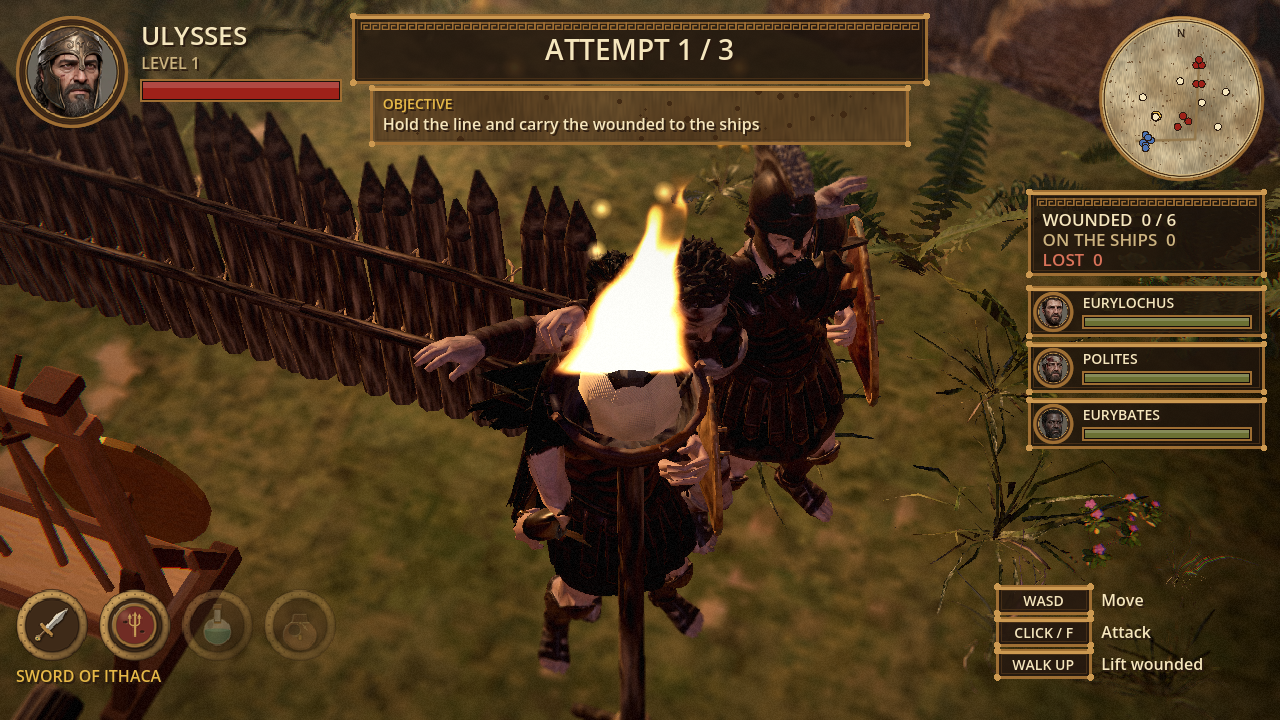 ULYSSES
LEVEL 1
ATTEMPT 1 / 3
OBJECTIVE
Hold the line and carry the wounded to the ships
N
WOUNDED 0 / 6
ON THE SHIPS 0
LOST 0
EURYLOCHUS
POLITES
EURYBATES
SWORD OF ITHACA
WASD Move
CLICK / F Attack
WALK UP Lift wounded